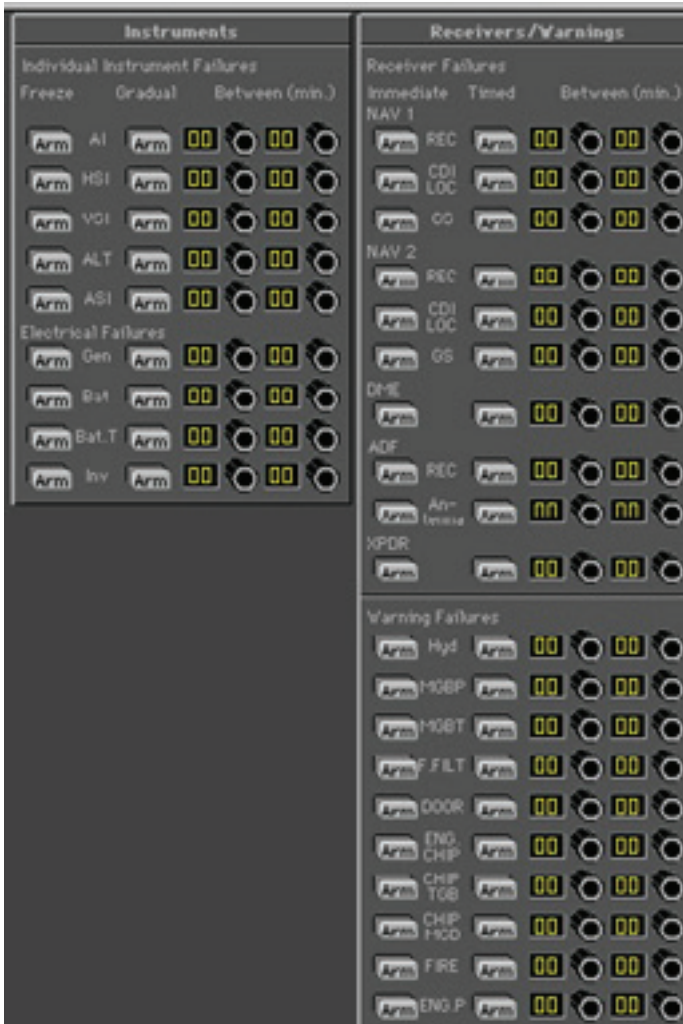 Instruments
Individual Instrument Failures
Freeze Gradual Between (min.)
Arm AI Arm 00 00
Arm HSI Arm 00 00
Arm VSI Arm 00 00
Arm ALT Arm 00 00
Arm ASI Arm 00 00
Electrical Failures
Arm Gen Arm 00 00
Arm Bat Arm 00 00
Arm Bat.T Arm 00 00
Arm Inv Arm 00 00
Receivers/Warnings
Receiver Failures
Immediate Timed Between (min.)
NAV 1
Arm REC Arm 00 00
Arm CDI LOC Arm 00 00
Arm GS Arm 00 00
NAV 2
Arm REC Arm 00 00
Arm CDI LOC Arm 00 00
Arm GS Arm 00 00
DME
Arm Arm 00 00
ADF
Arm REC Arm 00 00
Arm An- Arm 00 00
XPDR
Arm Arm 00 00
Warning Failures
Arm Hyd Arm 00 00
Arm MGBP Arm 00 00
Arm MGBT Arm 00 00
Arm F.FILT Arm 00 00
Arm DOOR Arm 00 00
Arm ENG. CHIP Arm 00 00
Arm CHIP TGB Arm 00 00
Arm CHIP MGD Arm 00 00
Arm FIRE Arm 00 00
Arm ENG.P Arm 00 00